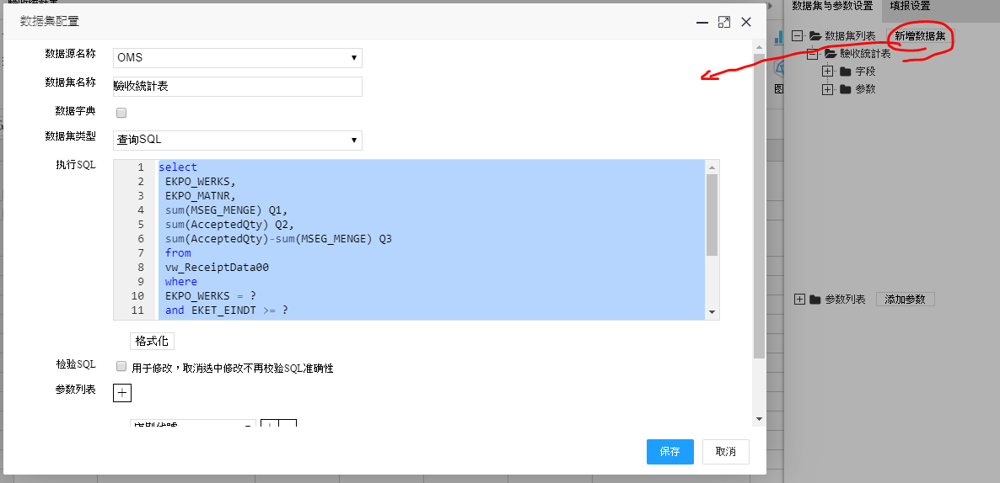 数据集配置
数据源名称
OMS
数据集名称
驗收統計表
数据字典
数据集类型
查询SQL
执行SQL
1 select
2 EKPO_WERKS,
3 EKPO_MATNR,
4 sum(MSEG_MENGE) Q1,
5 sum(AcceptedQty) Q2,
6 sum(AcceptedQty)-sum(MSEG_MENGE) Q3
7 from
8 vw_ReceiptData00
9 where
10 EKPO_WERKS = ?
11 and EKET_EINDT >= ?
格式化
检验SQL
用于修改，取消选中修改不再校验SQL准确性
参数列表
保存
取消
图
数据集与参数设置
填报设置
数据集列表
新增数据集
驗收統計表
字段
参数
参数列表
添加参数